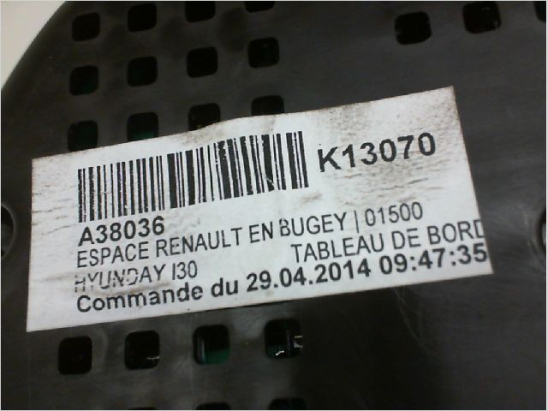 K13070
A38036
ESPACE RENAULT EN BUGEY | 01500
HYUNDAY I30 TABLEAU DE BORD
Commande du 29.04.2014 09:47:35